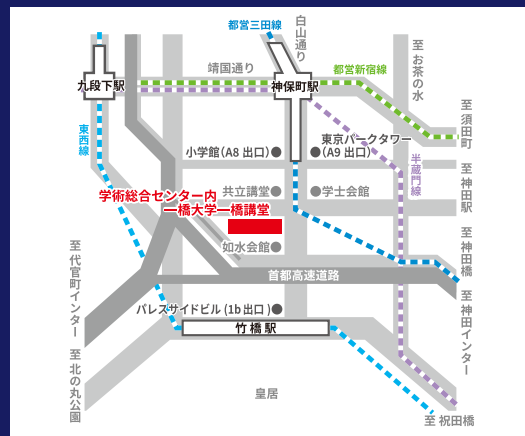 都営三田線
白山通り
靖国通り
都営新宿線
至 お茶の水
九段下駅
神保町駅
至 須田町
東西線
小学館(A8 出口)
東京パークタワー
(A9 出口)
半蔵門線
至 神田駅
共立講堂
学士会館
学術総合センター内
一橋大学一橋講堂
如水会館
至 神田橋
至 代官町インター
首都高速道路
至 神田インター
パレスサイドビル (1b 出口)
竹橋駅
至 北の丸公園
皇居
至 祝田橋